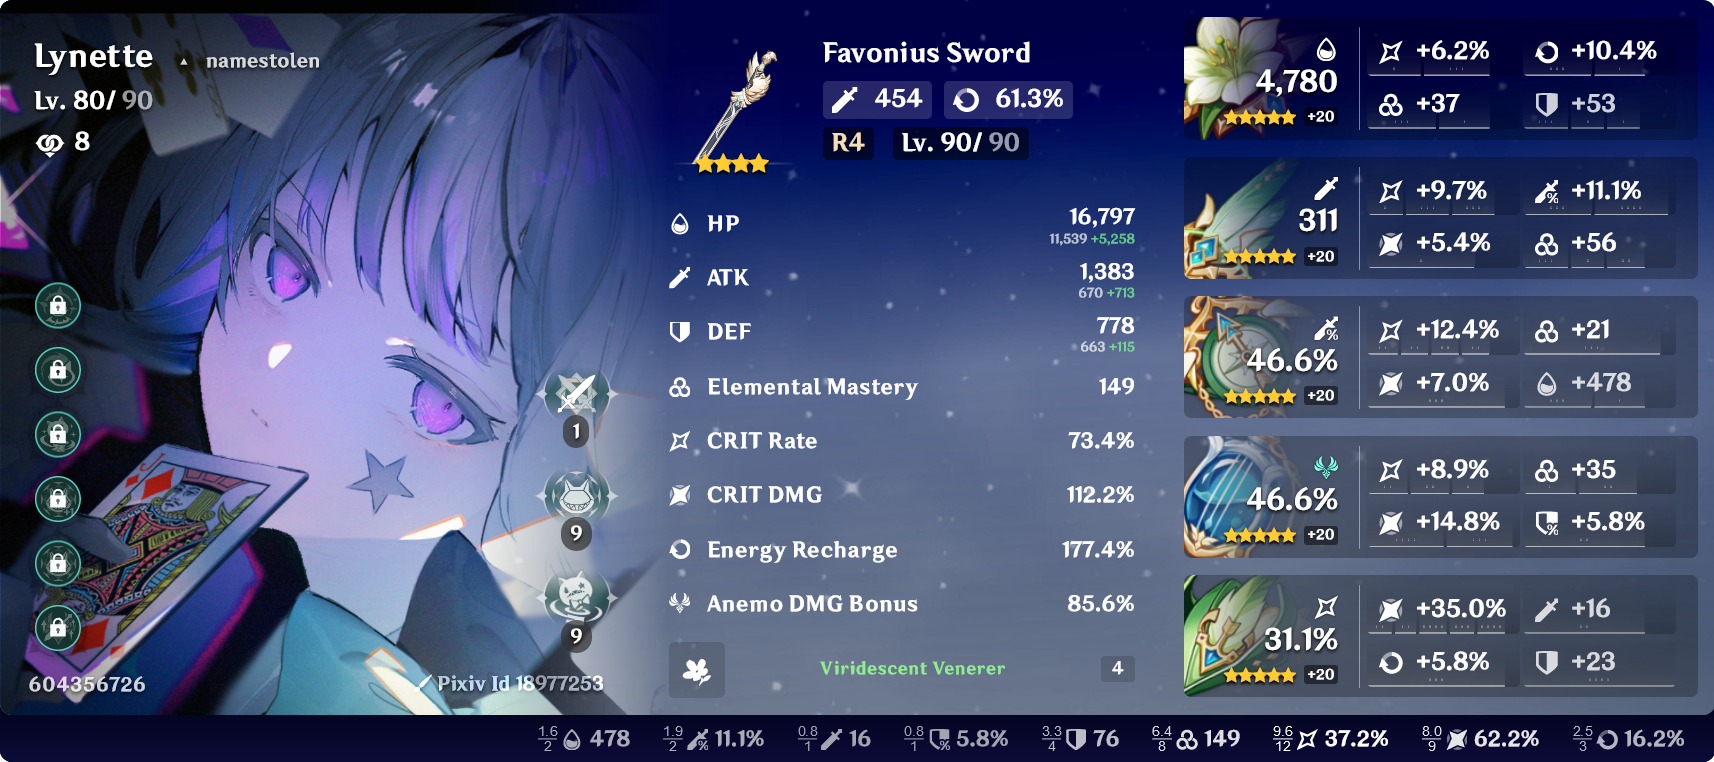 Lynette ▲ namestolen
Lv. 80/ 90
8
1
9
9
604356726
Pixiv Id 18977253
J
Favonius Sword
454 61.3%
R4 Lv. 90/ 90
HP 16,797
11,539 +5,258
ATK 1,383
670 +713
DEF 778
663 +115
Elemental Mastery 149
CRIT Rate 73.4%
CRIT DMG 112.2%
Energy Recharge 177.4%
Anemo DMG Bonus 85.6%
Viridescent Venerer 4
4,780
+20
+6.2% +10.4%
+37 +53
311
+20
+9.7% +11.1%
+5.4% +56
46.6%
+20
+12.4% +21
+7.0% +478
46.6%
+20
+8.9% +35
+14.8% +5.8%
31.1%
+20
+35.0% +16
+5.8% +23
1.6/2 478 1.9/2 11.1% 0.8/1 16 0.8/1 5.8% 3.3/4 76 6.4/8 149 9.6/12 37.2% 8.0/9 62.2% 2.5/3 16.2%